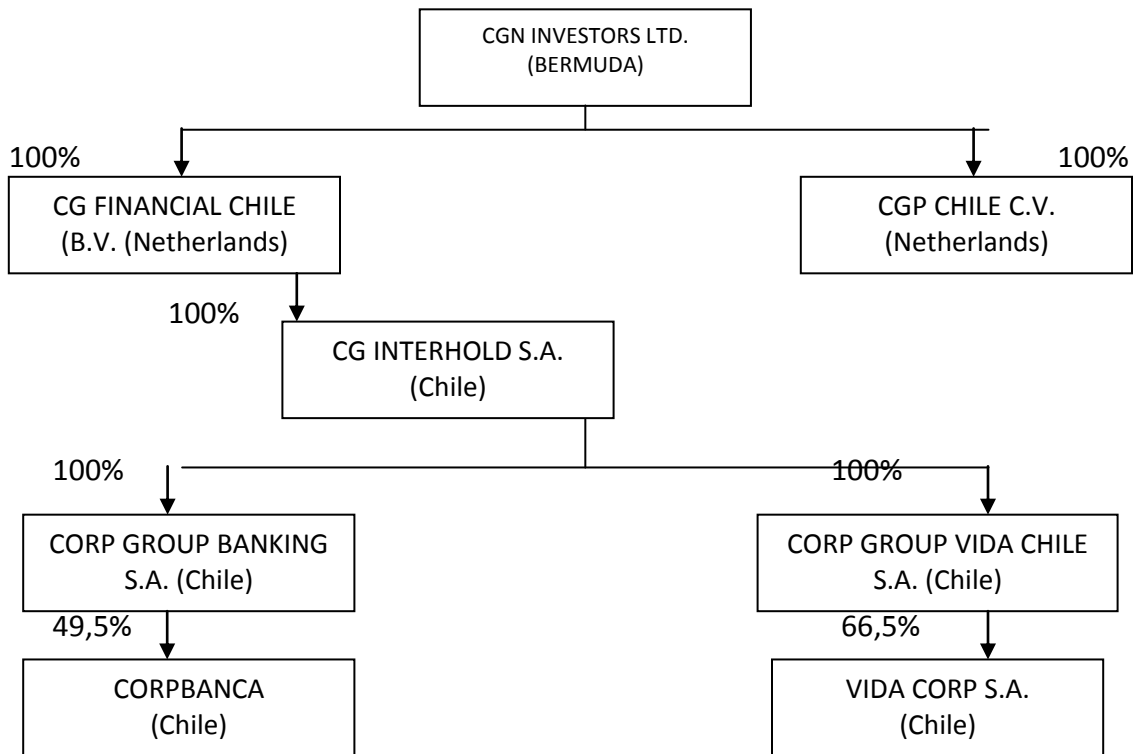 CGN INVESTORS LTD.
(BERMUDA)
100%
100%
CG FINANCIAL CHILE
(B.V. (Netherlands)
CGP CHILE C.V.
(Netherlands)
100%
CG INTERHOLD S.A.
(Chile)
100%
100%
CORP GROUP BANKING
S.A. (Chile)
CORP GROUP VIDA CHILE
S.A. (Chile)
49,5%
66,5%
CORPBANCA
(Chile)
VIDA CORP S.A.
(Chile)